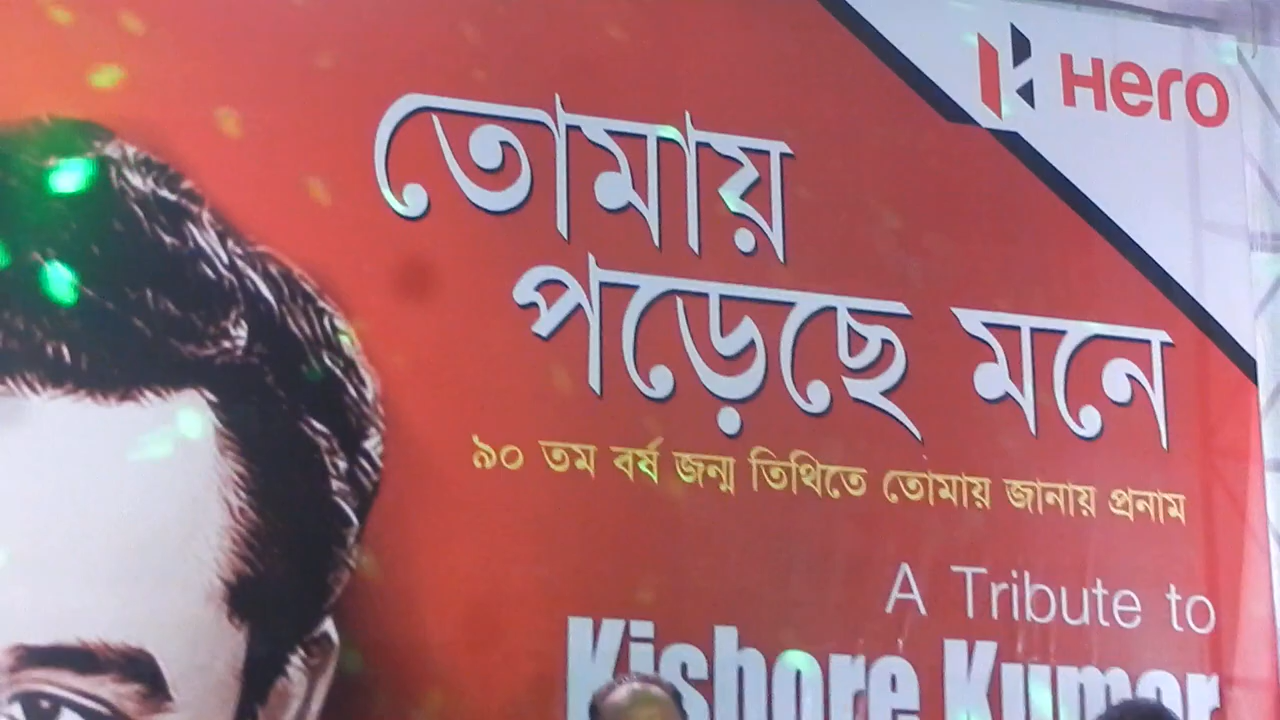 Hero
তোমায়
পড়েছে মনে
৯০ তম বর্ষ জন্ম তিথিতে তোমায় জানায় প্রনাম
A Tribute to
Kishore Kumar